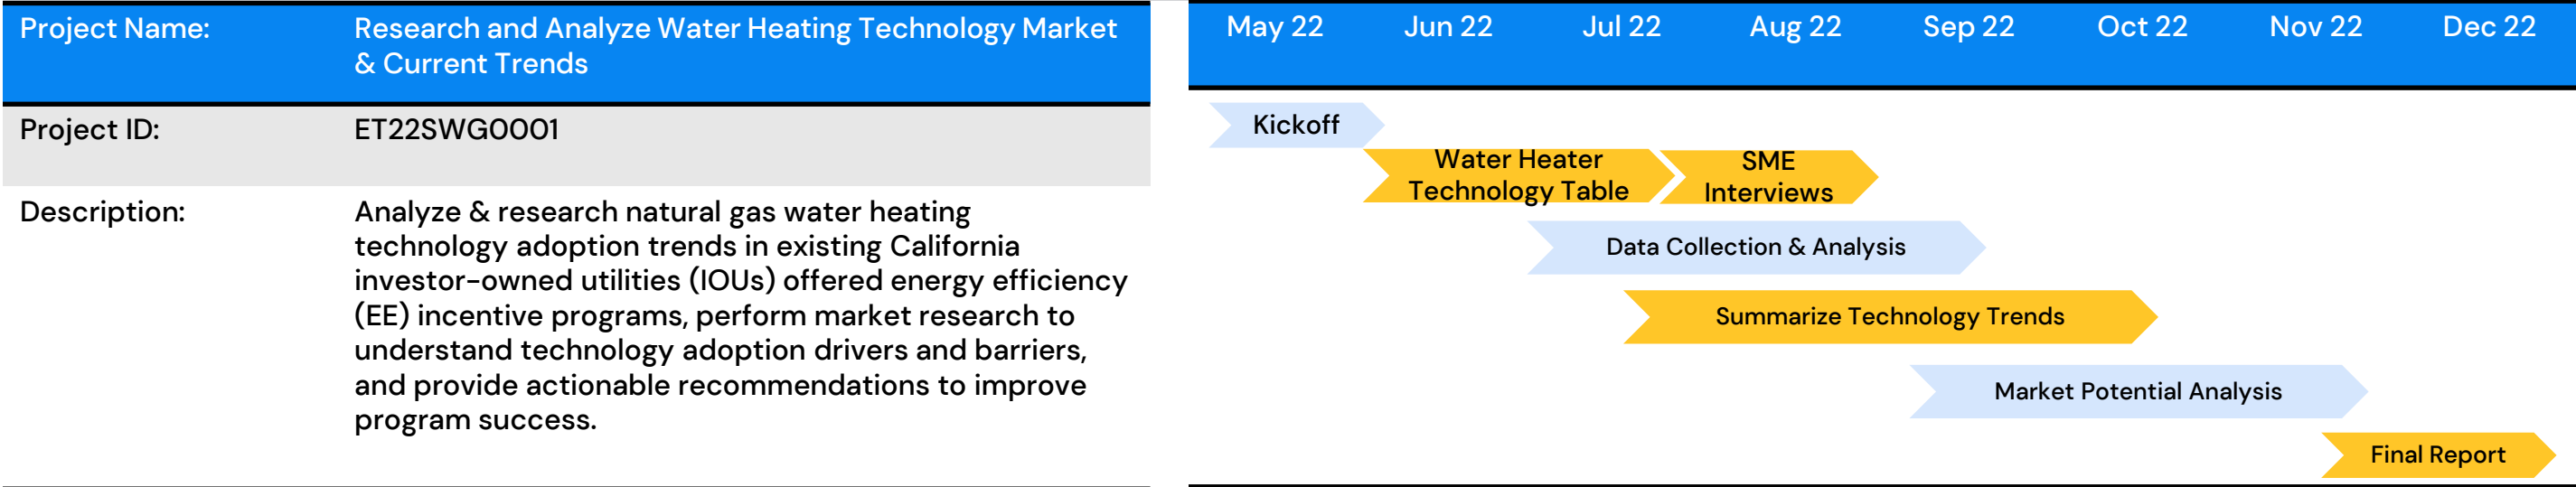 Project Name:
Research and Analyze Water Heating Technology Market
& Current Trends
Project ID:
ET22SWG0001
Description:
Analyze & research natural gas water heating
technology adoption trends in existing California
investor-owned utilities (IOUs) offered energy efficiency
(EE) incentive programs, perform market research to
understand technology adoption drivers and barriers,
and provide actionable recommendations to improve
program success.
May 22 Jun 22 Jul 22 Aug 22 Sep 22 Oct 22 Nov 22 Dec 22
Kickoff
Water Heater
Technology Table
SME
Interviews
Data Collection & Analysis
Summarize Technology Trends
Market Potential Analysis
Final Report